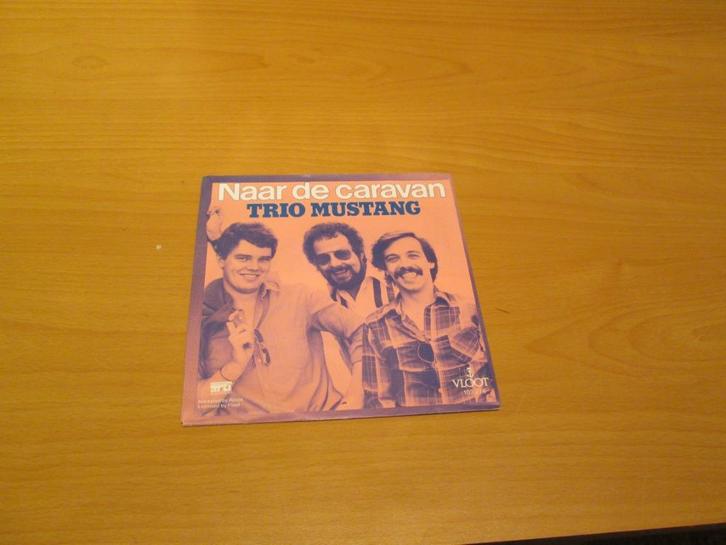 Naar de caravan
TRIO MUSTANG
VLOOT